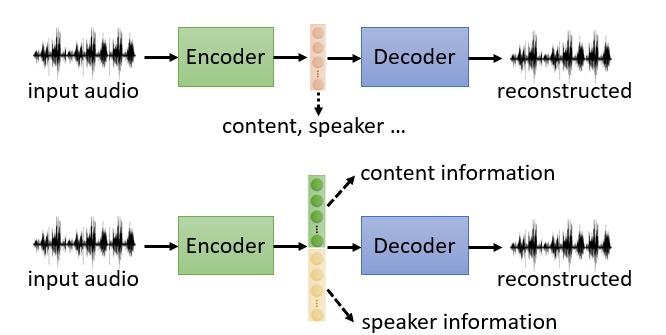 Encoder
Decoder
input audio
reconstructed
content, speaker ...
content information
Encoder
Decoder
input audio
reconstructed
speaker information